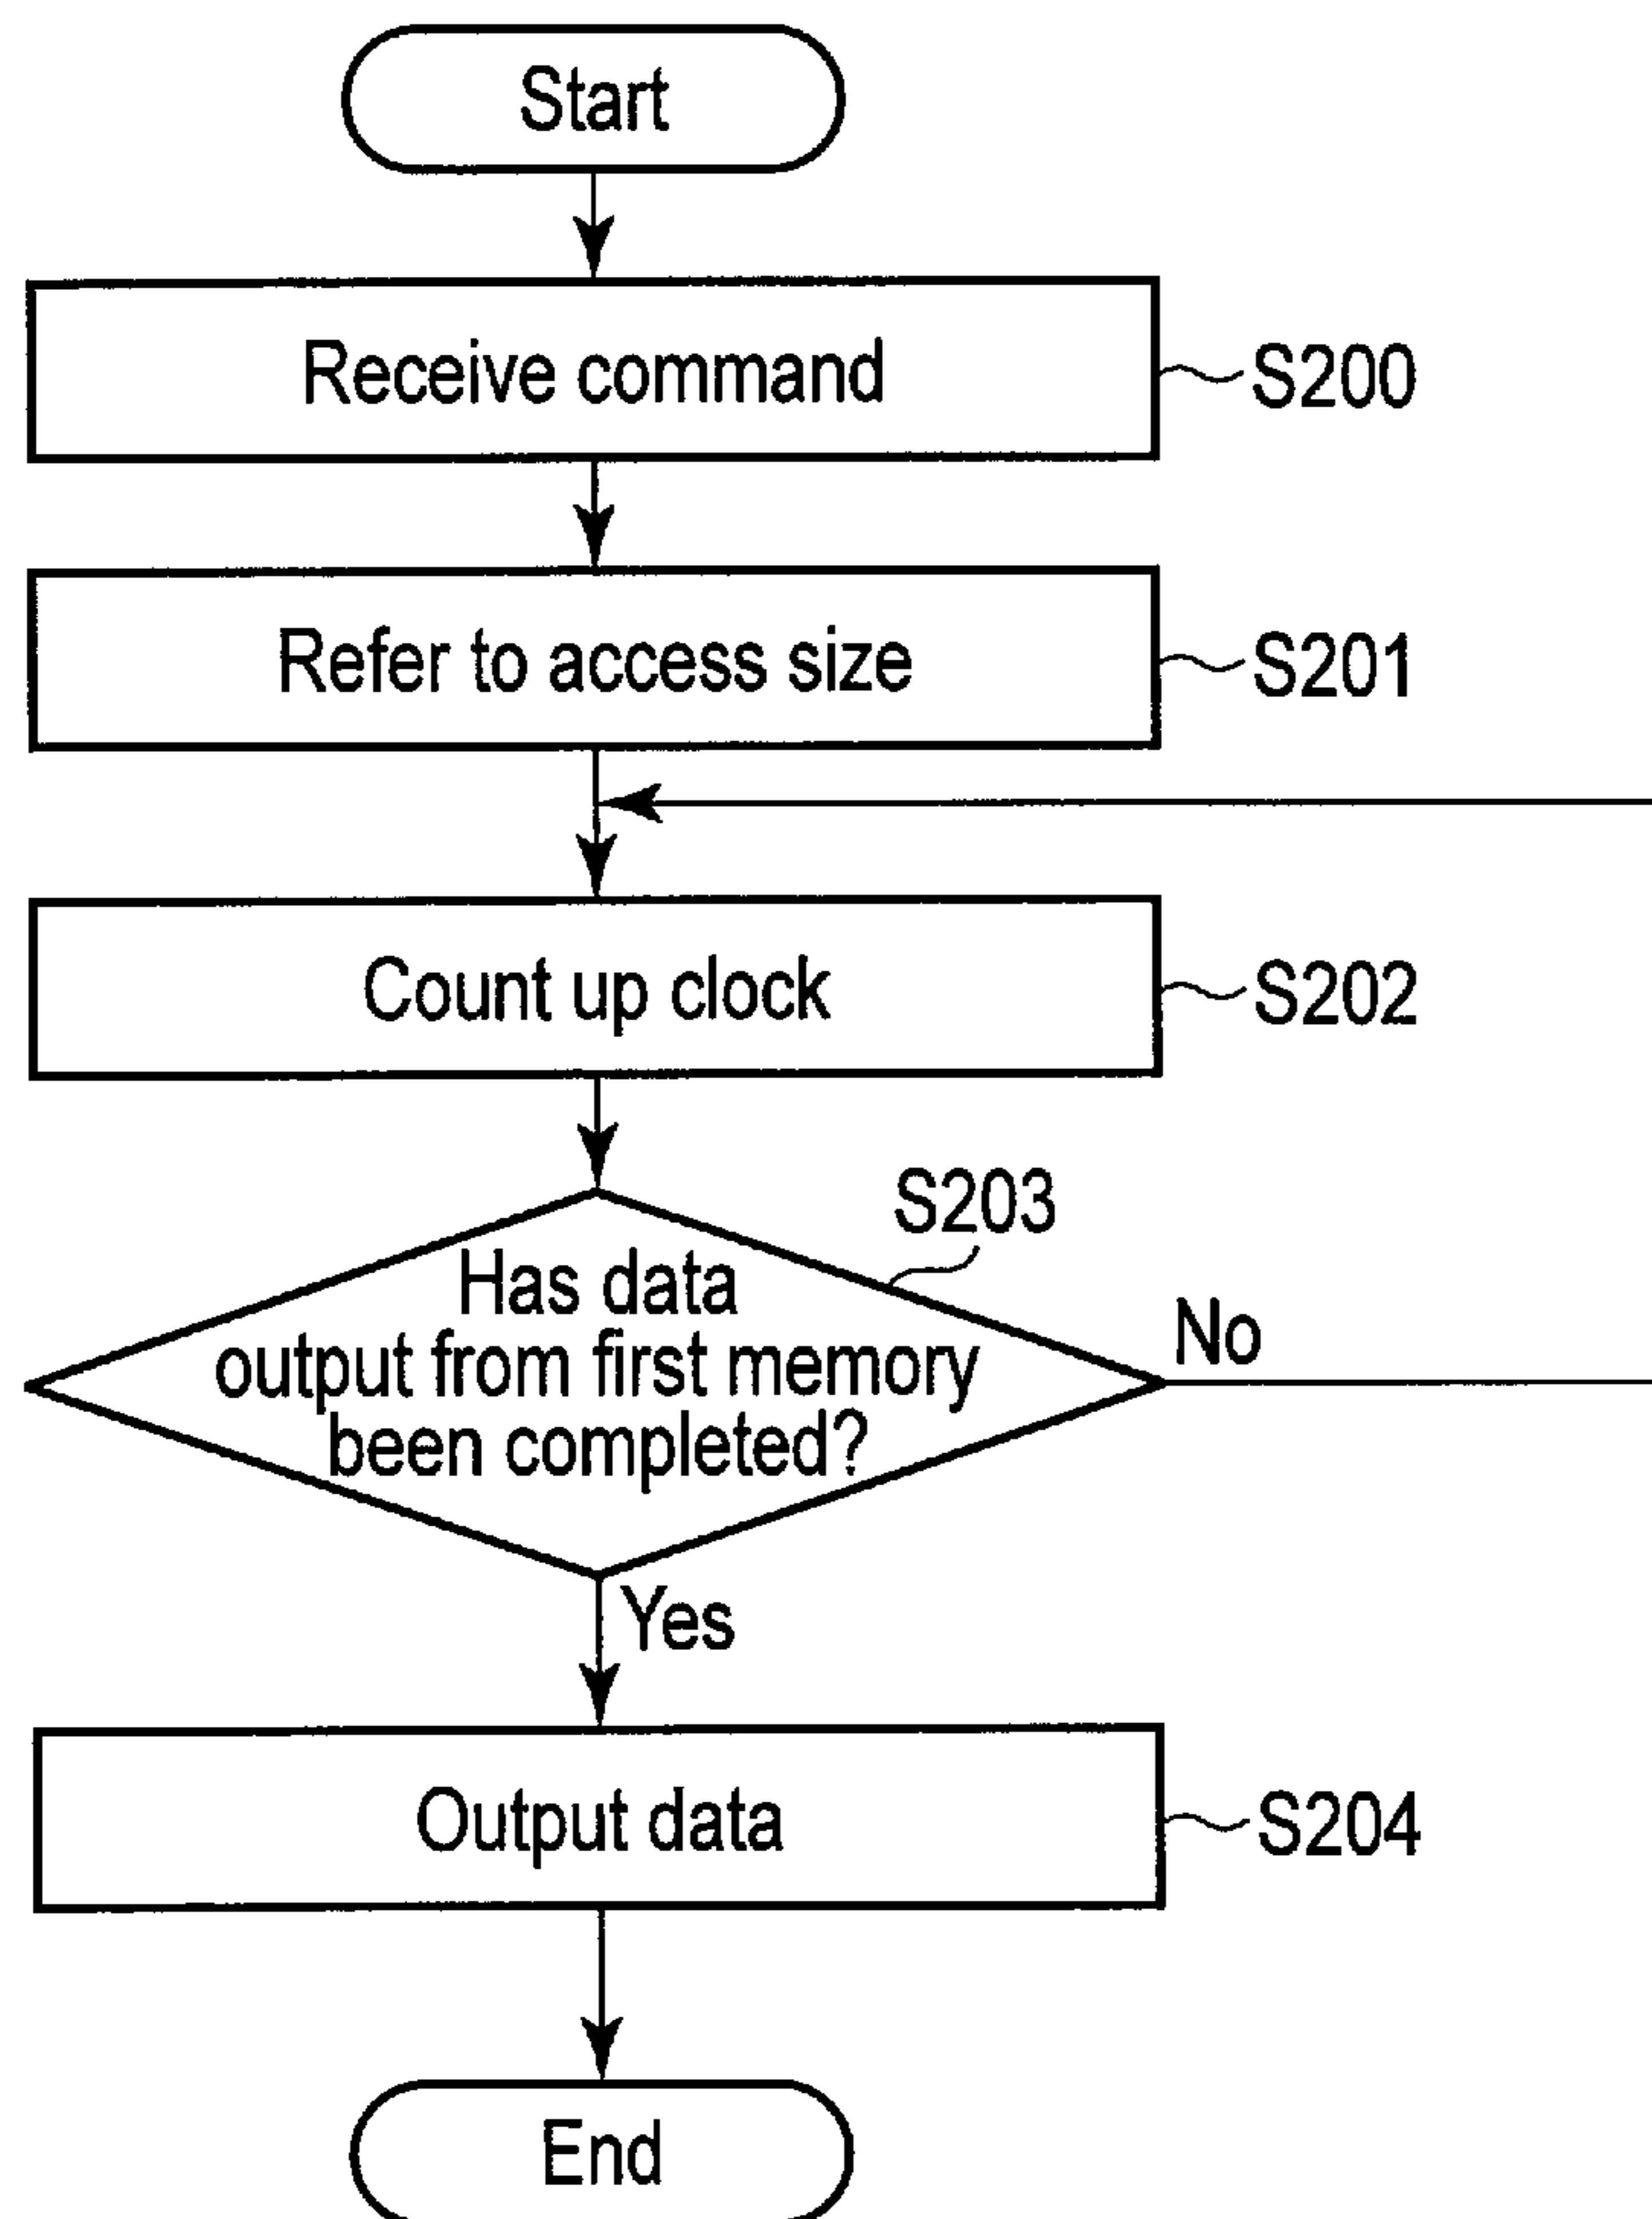 Start
Receive command
S200
Refer to access size
S201
Count up clock
S202
S203
Has data
output from first memory
been completed?
No
Yes
Output data
S204
End